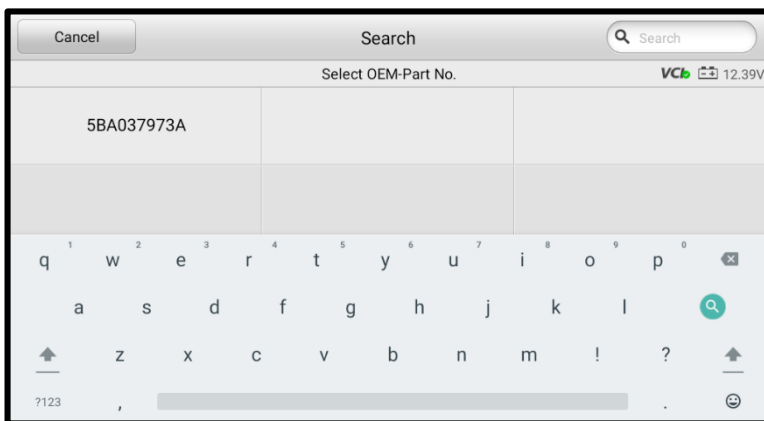 Cancel Search Search
Select OEM-Part No. VCI 12.39V
5BA037973A
1 2 3 4 5 6 7 8 9 0
q w e r t y u i o p
a s d f g h j k l
z x c v b n m ! ?
?123 , .